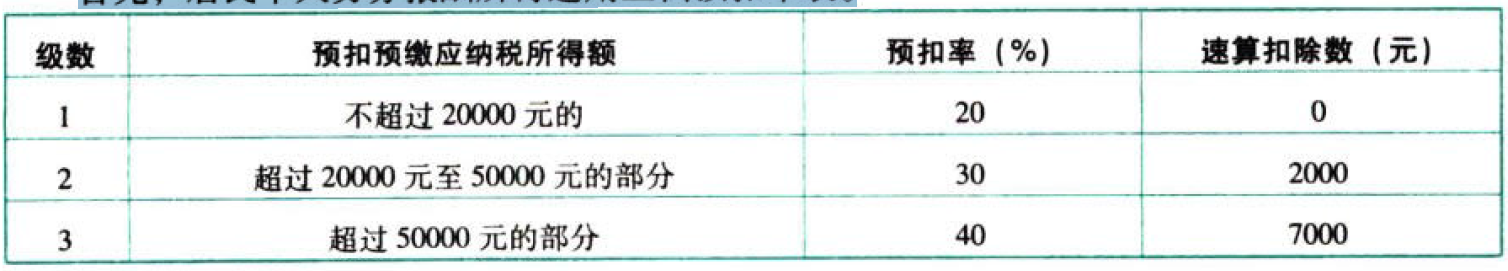 级数 预扣预缴应纳税所得额 预扣率（%） 速算扣除数（元）
1 不超过 20000 元的 20 0
2 超过 20000 元至 50000 元的部分 30 2000
3 超过 50000 元的部分 40 7000